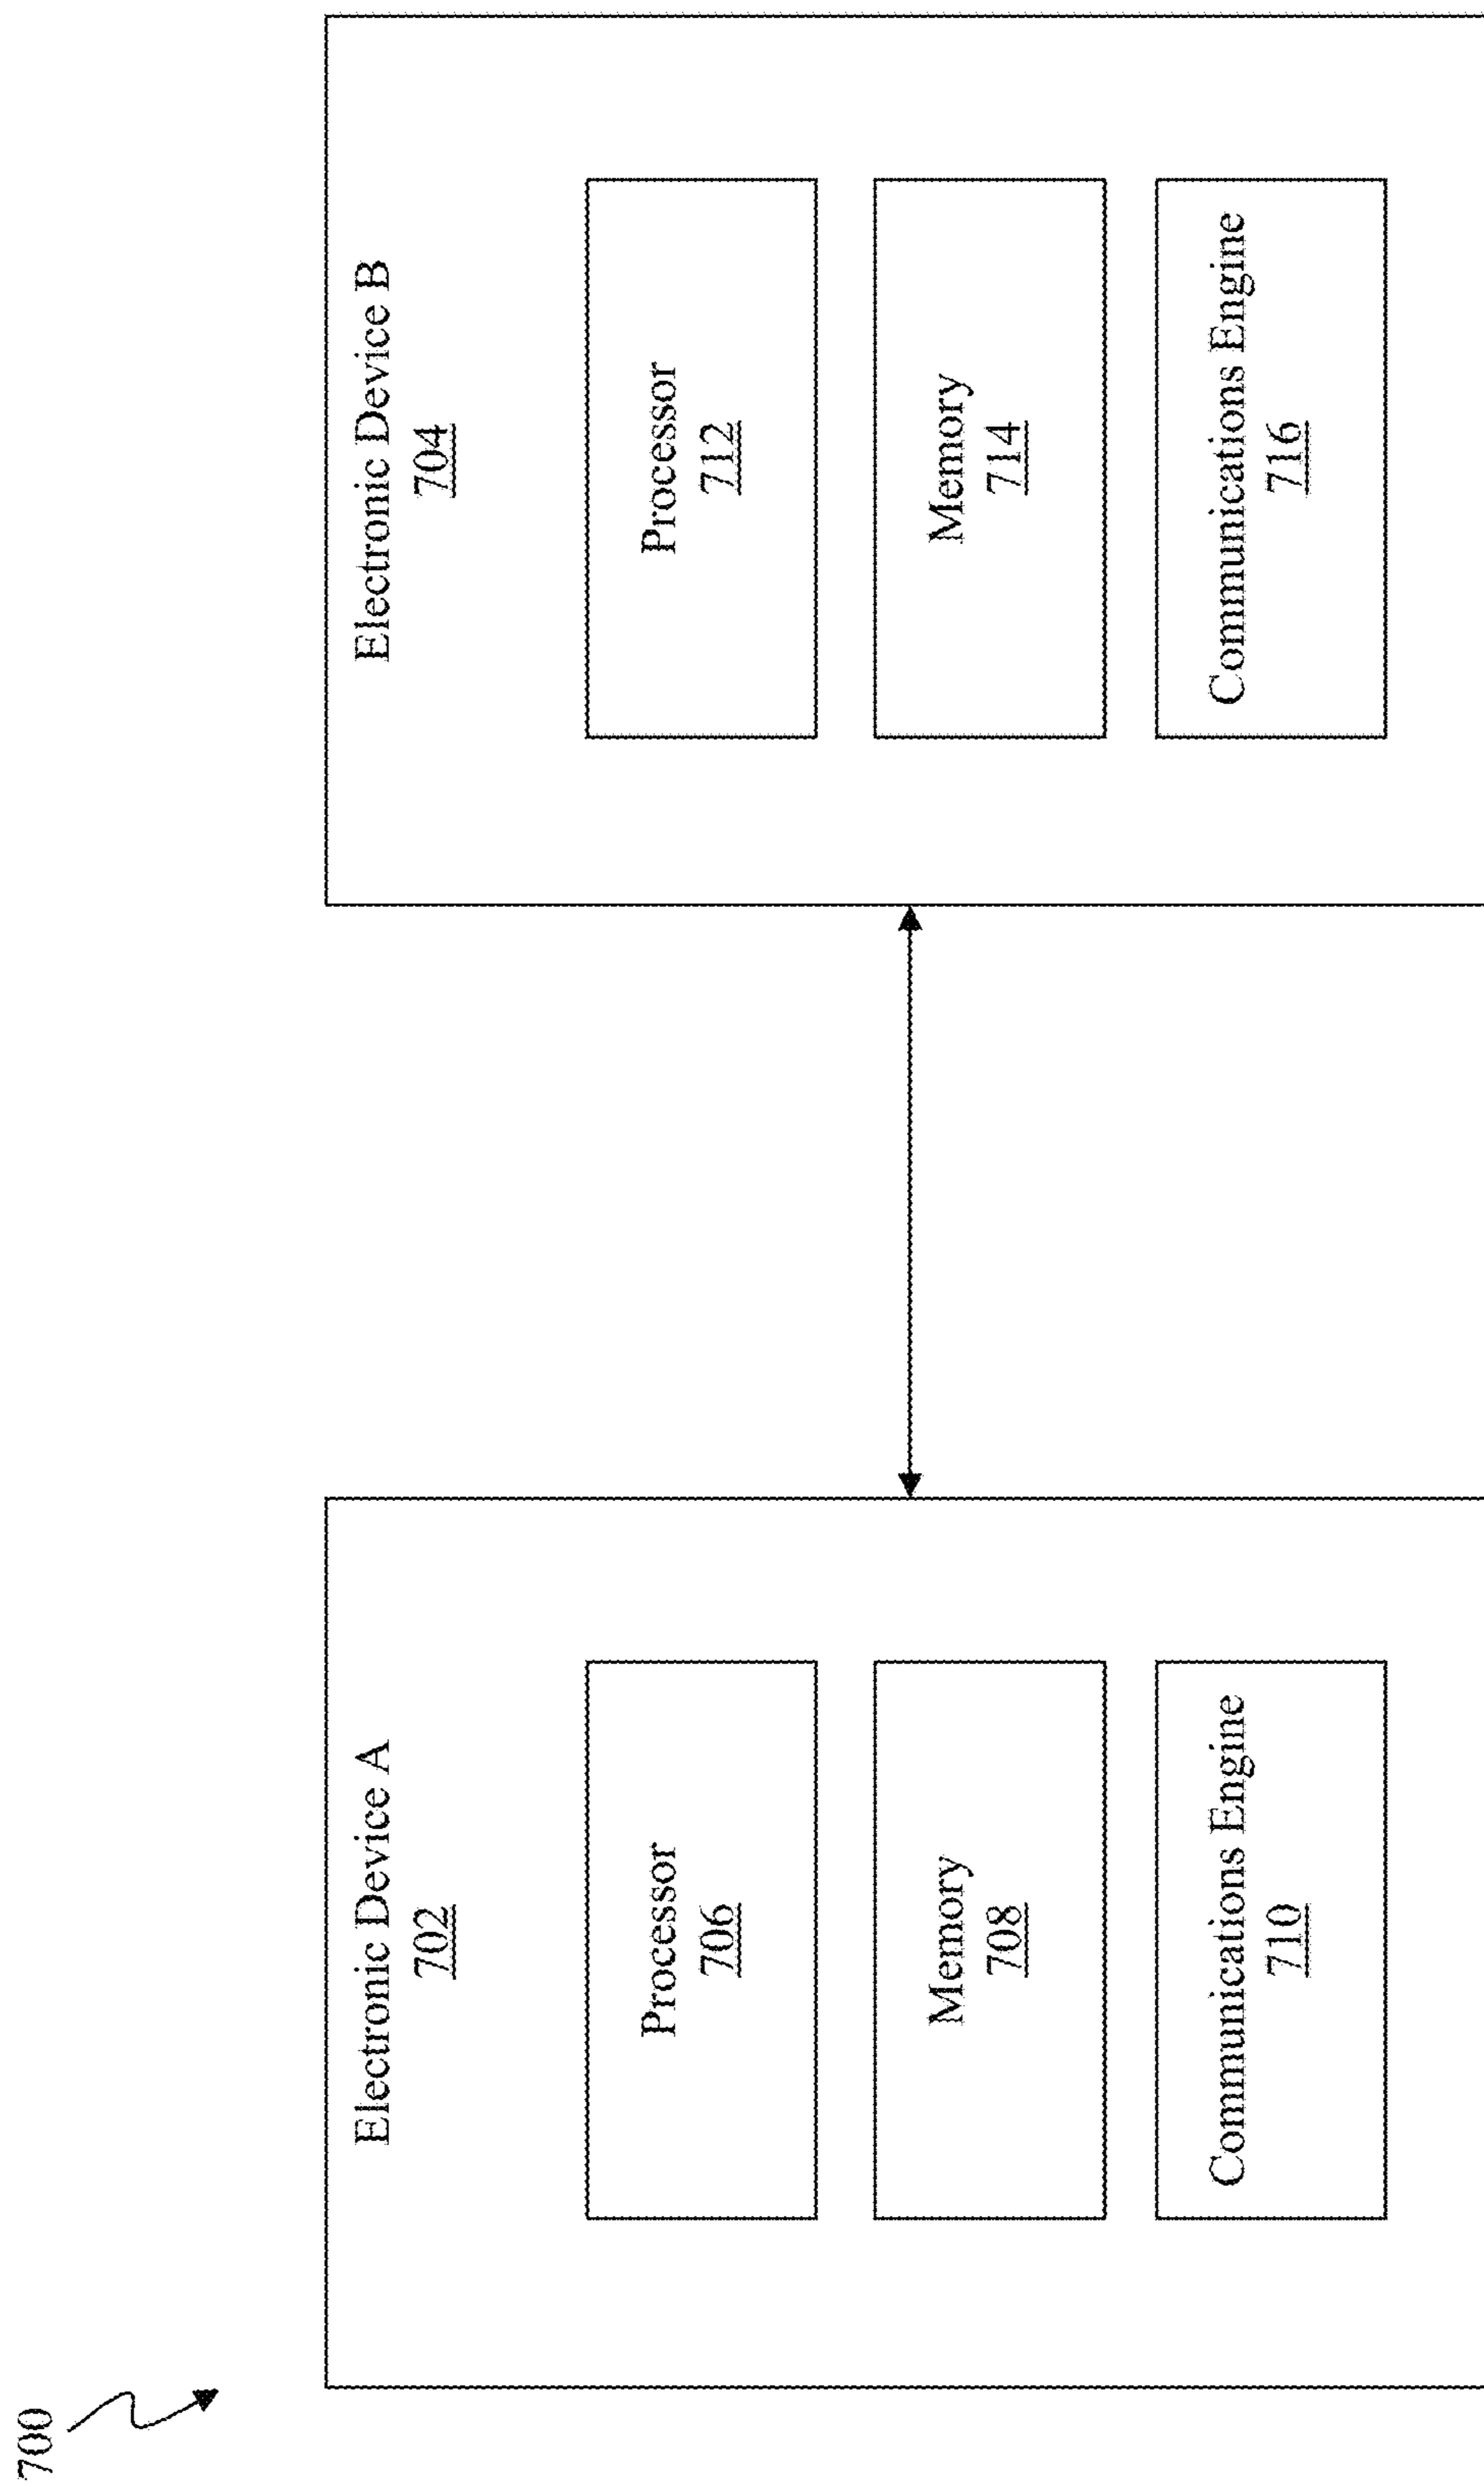 700
Electronic Device A
702
Processor
706
Memory
708
Communications Engine
710
Electronic Device B
704
Processor
712
Memory
714
Communications Engine
716